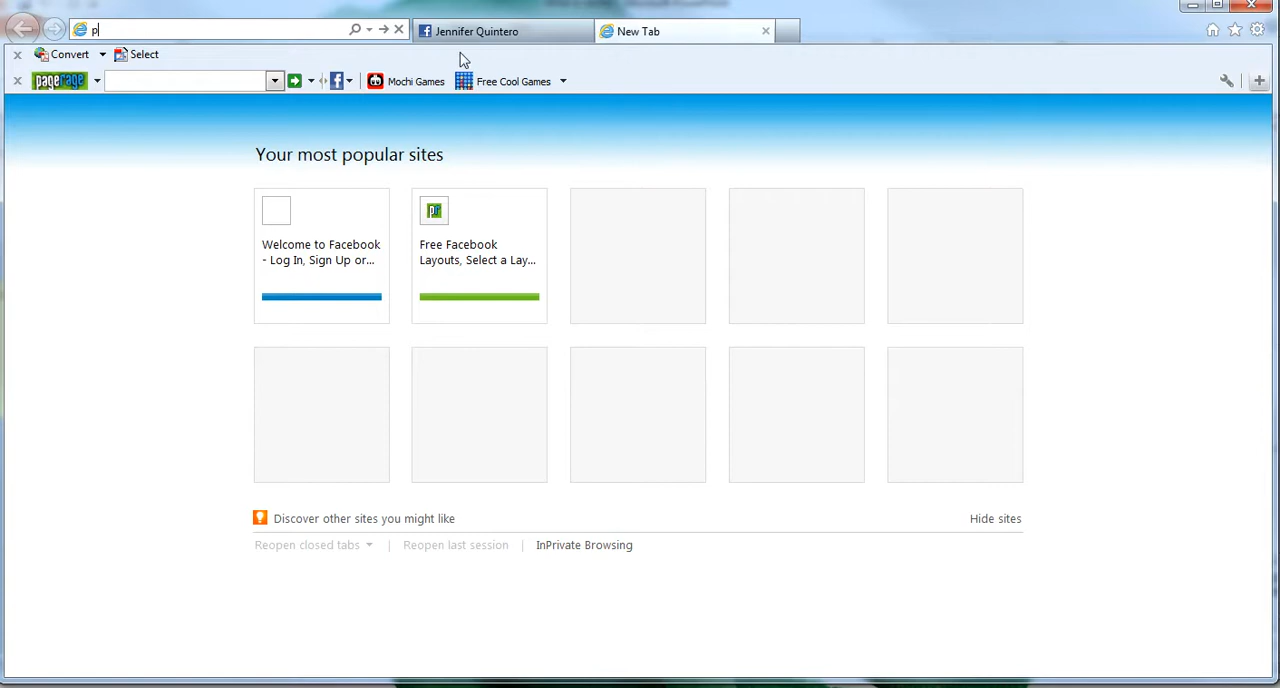 p
Jennifer Quintero
New Tab
Convert
Select
pagerage
Mochi Games
Free Cool Games
Your most popular sites
Welcome to Facebook
- Log In, Sign Up or...
pr
Free Facebook
Layouts, Select a Lay...
Discover other sites you might like
Hide sites
Reopen closed tabs
Reopen last session
InPrivate Browsing